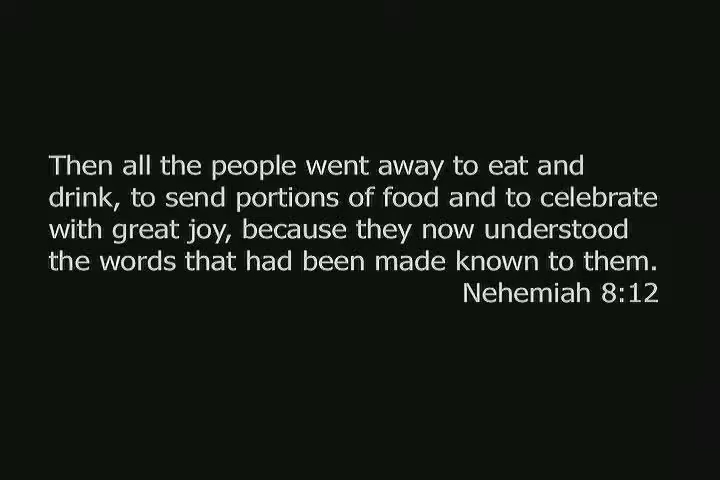 Then all the people went away to eat and
drink, to send portions of food and to celebrate
with great joy, because they now understood
the words that had been made known to them.
Nehemiah 8:12